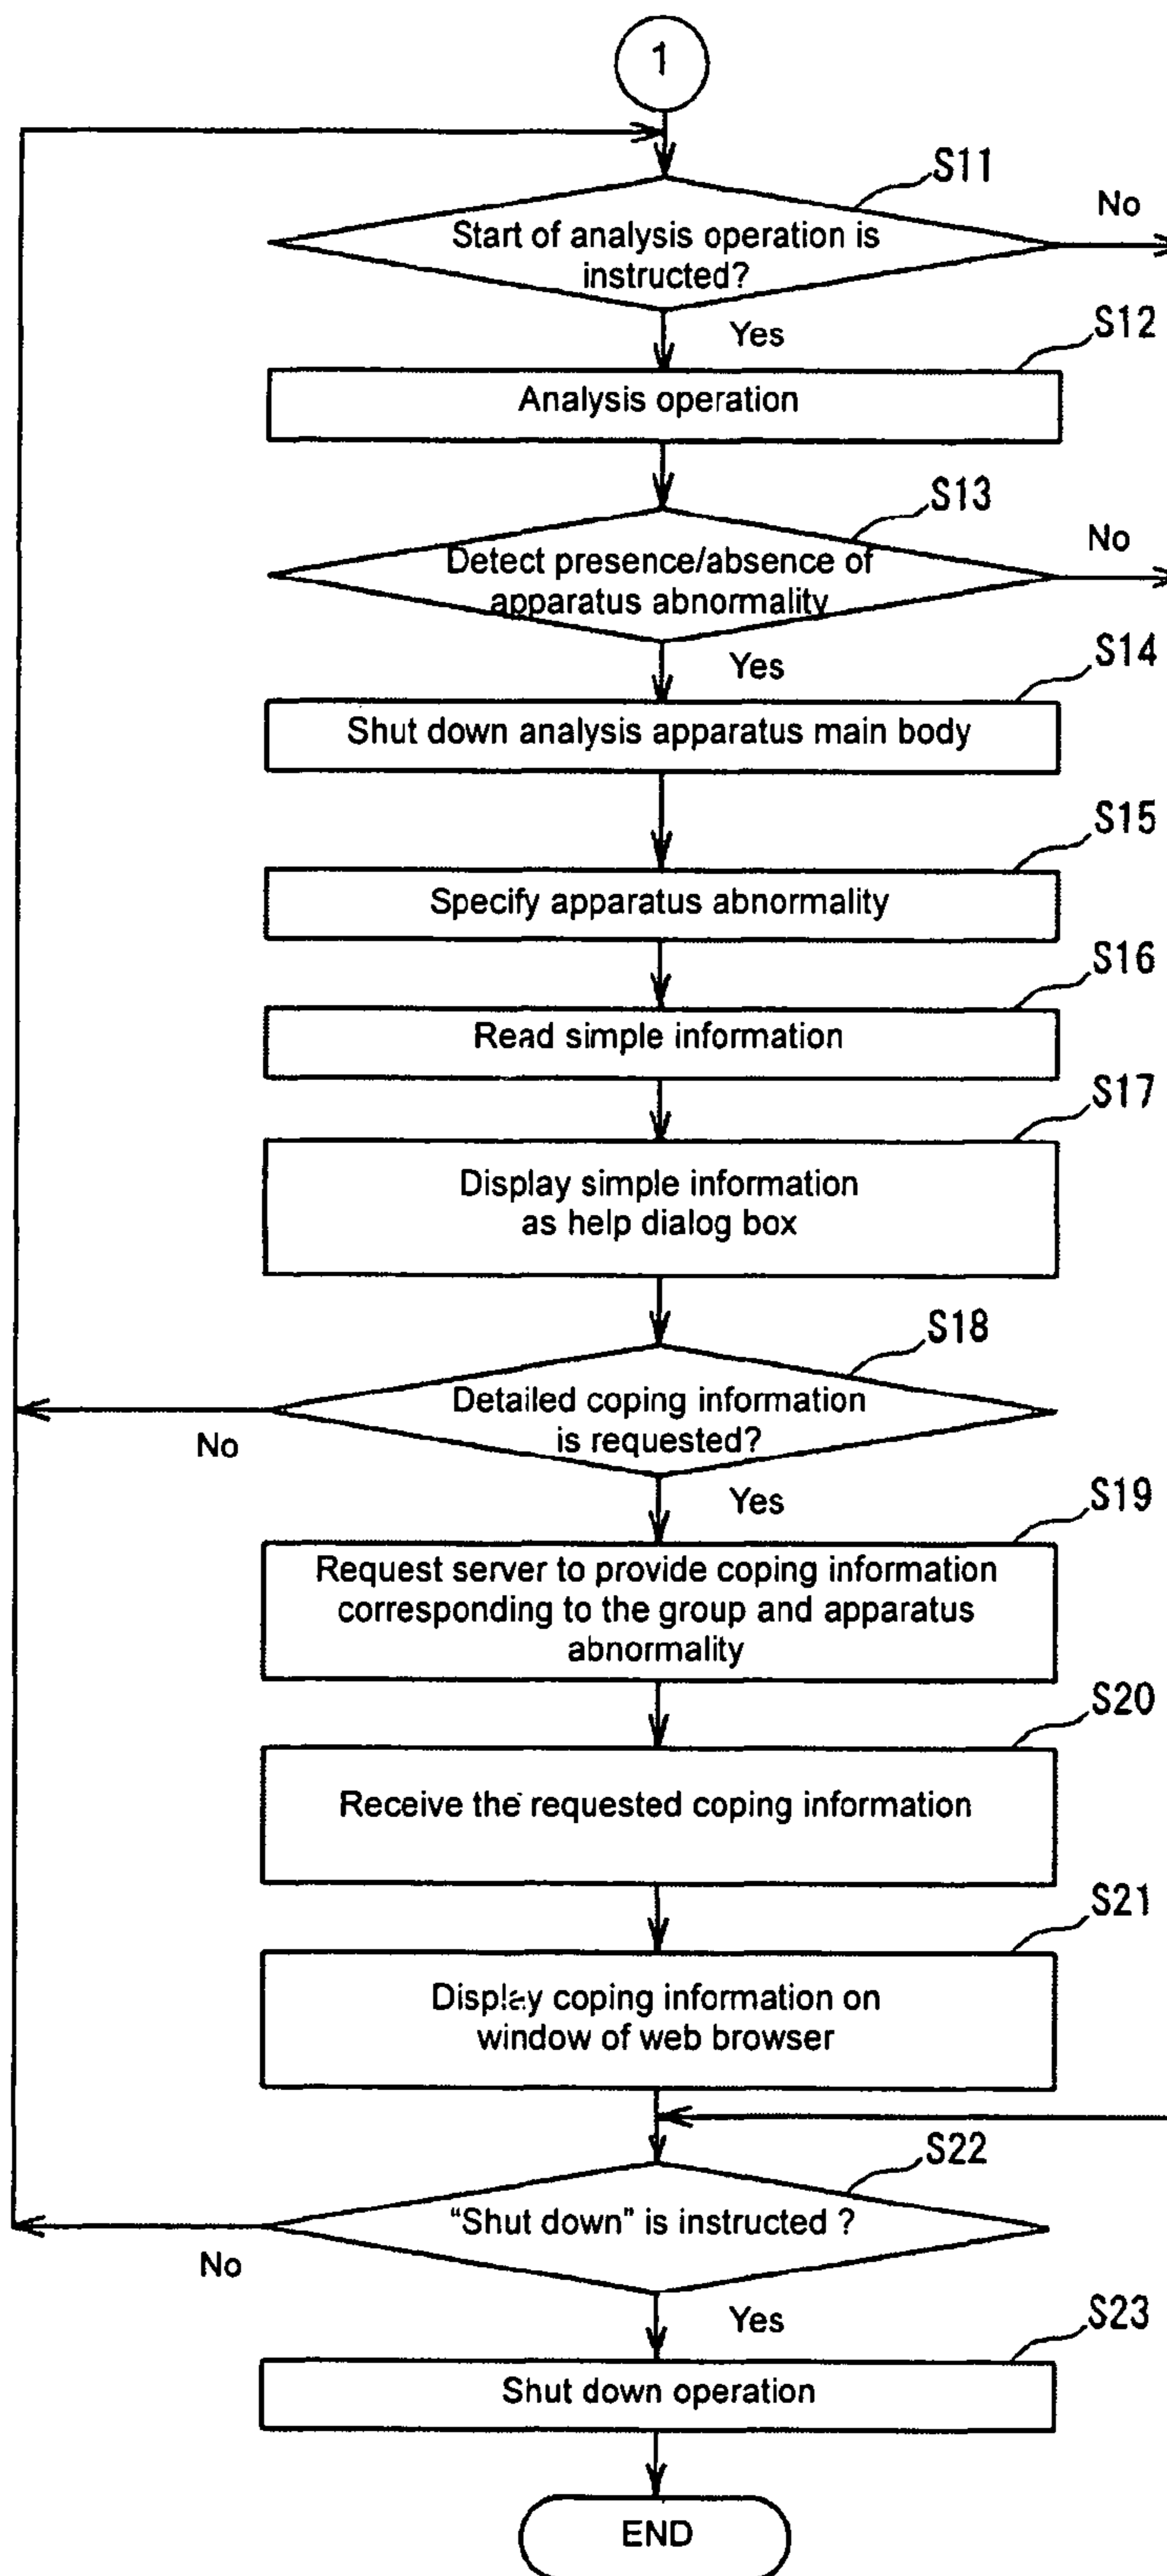 1
S11
No
Start of analysis operation is
instructed?
Yes
S12
Analysis operation
S13
No
Detect presence/absence of
apparatus abnormality
Yes
S14
Shut down analysis apparatus main body
S15
Specify apparatus abnormality
S16
Read simple information
S17
Display simple information
as help dialog box
S18
Detailed coping information
is requested?
No
Yes
S19
Request server to provide coping information
corresponding to the group and apparatus
abnormality
S20
Receive the requested coping information
S21
Display coping information on
window of web browser
S22
“Shut down” is instructed ?
No
Yes
S23
Shut down operation
END